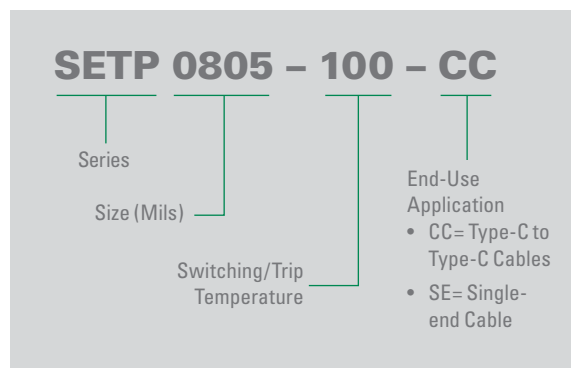 SETP 0805 – 100 – CC
Series
Size (Mils)
Switching/Trip
Temperature
End-Use
Application
• CC= Type-C to
Type-C Cables
• SE= Single-
end Cable